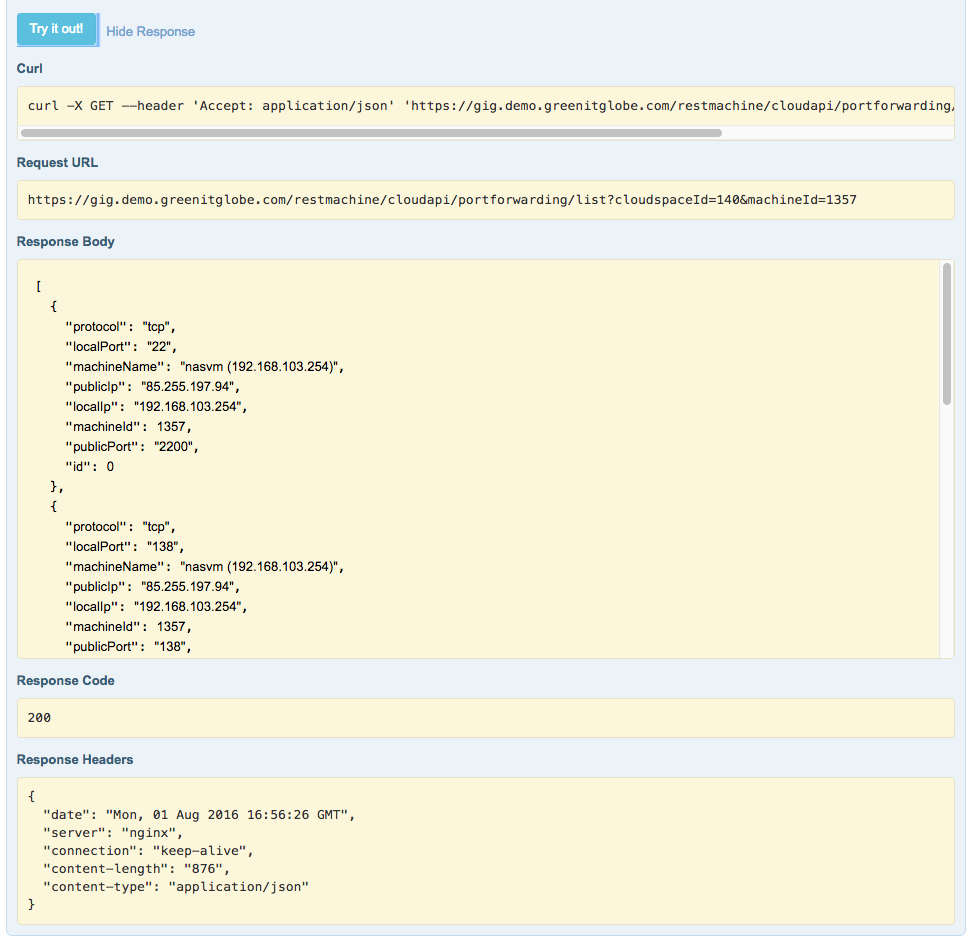 Try it out! Hide Response
Curl
curl -X GET --header 'Accept: application/json' 'https://gig.demo.greenitglobe.com/restmachine/cloudapi/portforwarding/
Request URL
https://gig.demo.greenitglobe.com/restmachine/cloudapi/portforwarding/list?cloudspaceId=140&machineId=1357
Response Body
[
{
"protocol": "tcp",
"localPort": "22",
"machineName": "nasvm (192.168.103.254)",
"publicIp": "85.255.197.94",
"localIp": "192.168.103.254",
"machineId": 1357,
"publicPort": "2200",
"id": 0
},
{
"protocol": "tcp",
"localPort": "138",
"machineName": "nasvm (192.168.103.254)",
"publicIp": "85.255.197.94",
"localIp": "192.168.103.254",
"machineId": 1357,
"publicPort": "138",
Response Code
200
Response Headers
{
"date": "Mon, 01 Aug 2016 16:56:26 GMT",
"server": "nginx",
"connection": "keep-alive",
"content-length": "876",
"content-type": "application/json"
}